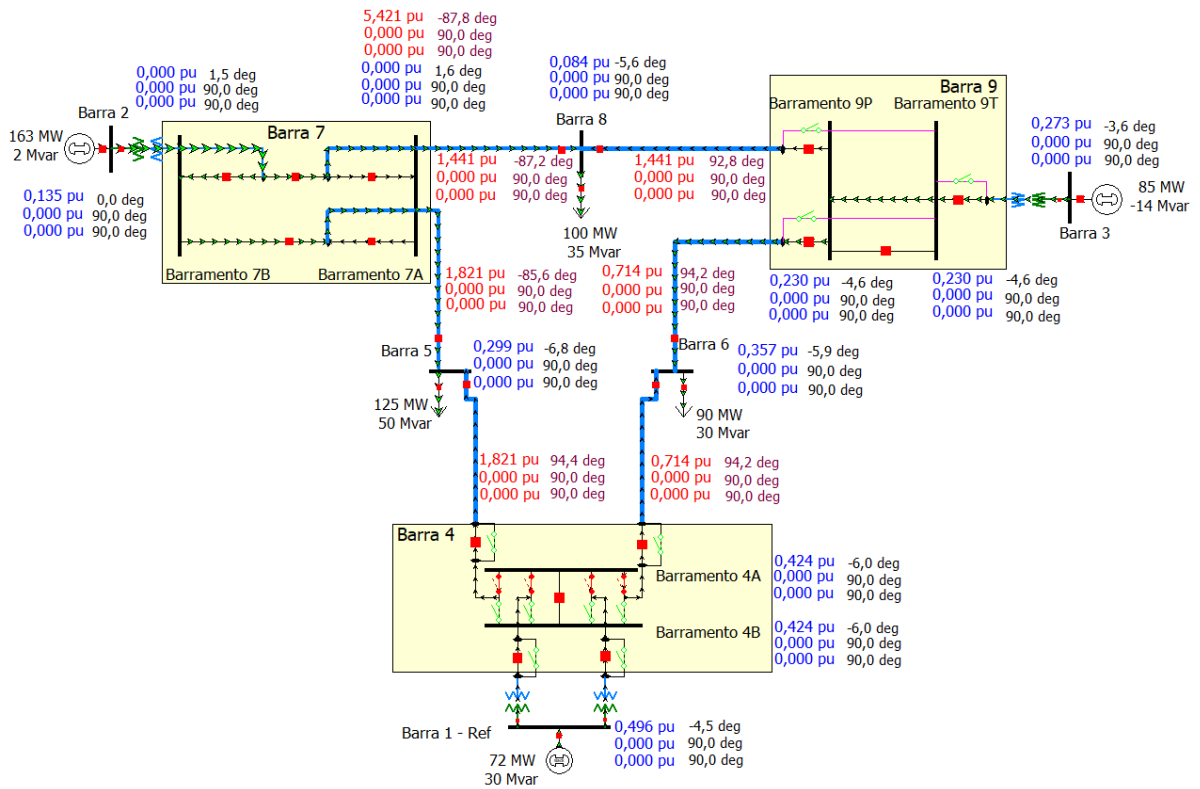 5,421 pu -87,8 deg
0,000 pu 90,0 deg
0,000 pu 90,0 deg
0,000 pu 1,6 deg
0,000 pu 90,0 deg
0,000 pu 90,0 deg
0,000 pu 1,5 deg
0,000 pu 90,0 deg
0,000 pu 90,0 deg
0,084 pu -5,6 deg
0,000 pu 90,0 deg
0,000 pu 90,0 deg
Barra 2
163 MW
2 Mvar
0,135 pu 0,0 deg
0,000 pu 90,0 deg
0,000 pu 90,0 deg
Barra 7
Barramento 7B
Barramento 7A
Barra 8
1,441 pu -87,2 deg
0,000 pu 90,0 deg
0,000 pu 90,0 deg
1,441 pu 92,8 deg
0,000 pu 90,0 deg
0,000 pu 90,0 deg
100 MW
35 Mvar
Barra 9
Barramento 9P
Barramento 9T
0,273 pu -3,6 deg
0,000 pu 90,0 deg
0,000 pu 90,0 deg
85 MW
-14 Mvar
Barra 3
1,821 pu -85,6 deg
0,000 pu 90,0 deg
0,000 pu 90,0 deg
0,714 pu 94,2 deg
0,000 pu 90,0 deg
0,000 pu 90,0 deg
0,230 pu -4,6 deg
0,000 pu 90,0 deg
0,000 pu 90,0 deg
0,230 pu -4,6 deg
0,000 pu 90,0 deg
0,000 pu 90,0 deg
Barra 5
0,299 pu -6,8 deg
0,000 pu 90,0 deg
0,000 pu 90,0 deg
125 MW
50 Mvar
Barra 6
0,357 pu -5,9 deg
0,000 pu 90,0 deg
0,000 pu 90,0 deg
90 MW
30 Mvar
1,821 pu 94,4 deg
0,000 pu 90,0 deg
0,000 pu 90,0 deg
0,714 pu 94,2 deg
0,000 pu 90,0 deg
0,000 pu 90,0 deg
Barra 4
Barramento 4A
0,424 pu -6,0 deg
0,000 pu 90,0 deg
0,000 pu 90,0 deg
Barramento 4B
0,424 pu -6,0 deg
0,000 pu 90,0 deg
0,000 pu 90,0 deg
Barra 1 - Ref
0,496 pu -4,5 deg
0,000 pu 90,0 deg
0,000 pu 90,0 deg
72 MW
30 Mvar